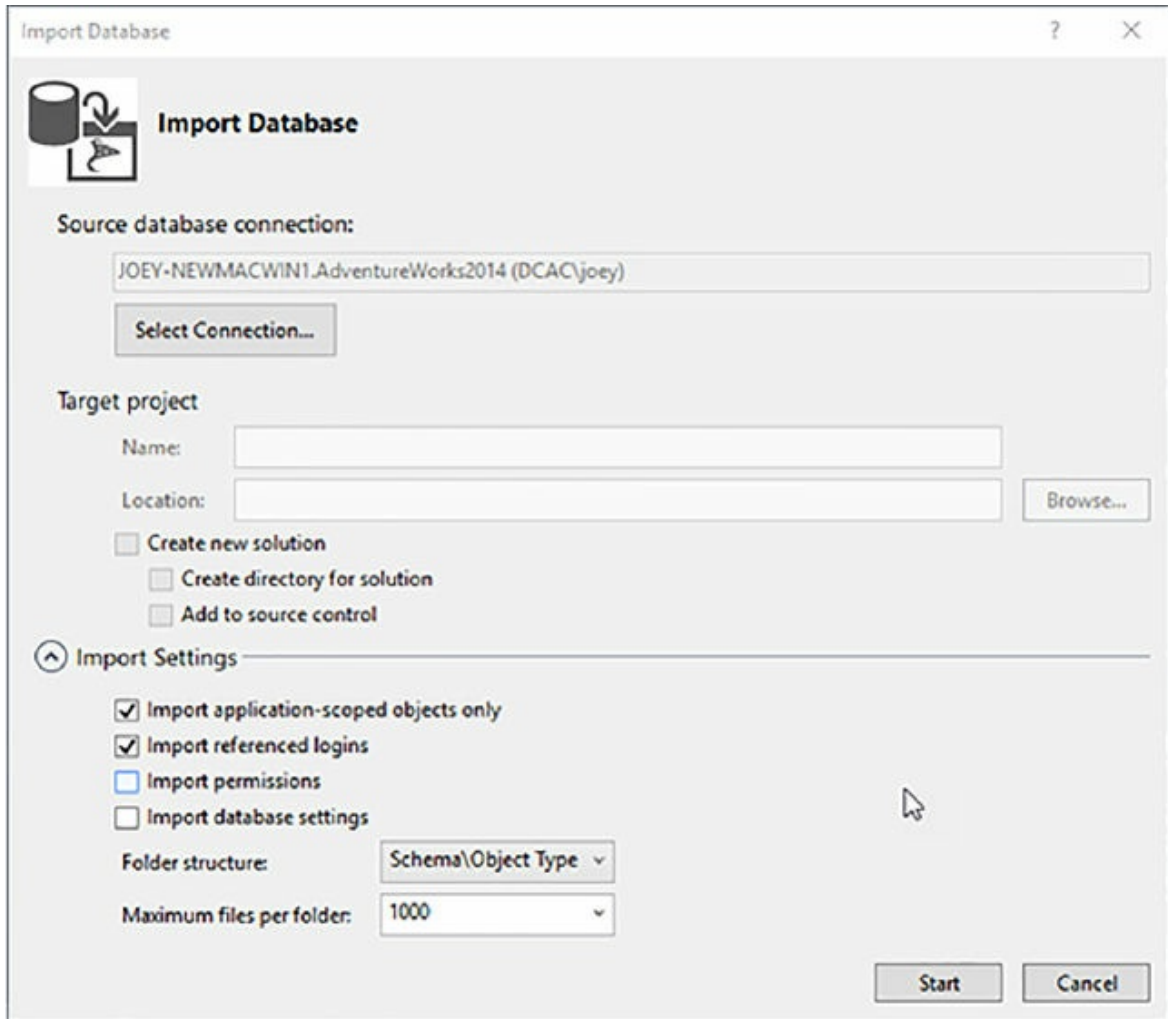 Import Database
?
Import Database
Source database connection:
JOEY-NEWMACWIN1.AdventureWorks2014 (DCAC\joey)
Select Connection...
Target project
Name:
Location:
Browse...
Create new solution
Create directory for solution
Add to source control
Import Settings
Import application-scoped objects only
Import referenced logins
Import permissions
Import database settings
Folder structure:
Schema\Object Type
Maximum files per folder:
1000
Start
Cancel